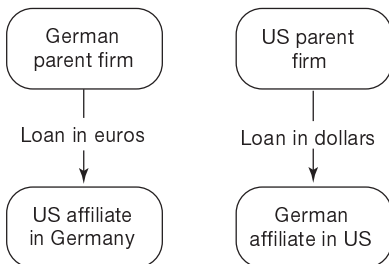 German
parent firm
US parent
firm
Loan in euros
Loan in dollars
US affiliate
in Germany
German
affiliate in US